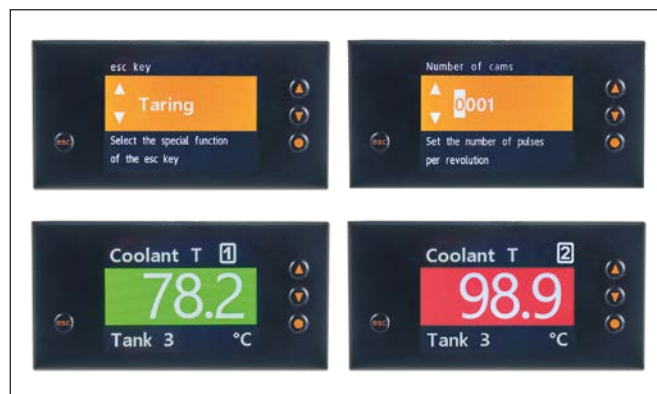 esc key
Taring
Select the special function
of the esc key
esc
Number of cams
0001
Set the number of pulses
per revolution
esc
Coolant T 1
78.2
Tank 3 °C
esc
Coolant T 2
98.9
Tank 3 °C
esc